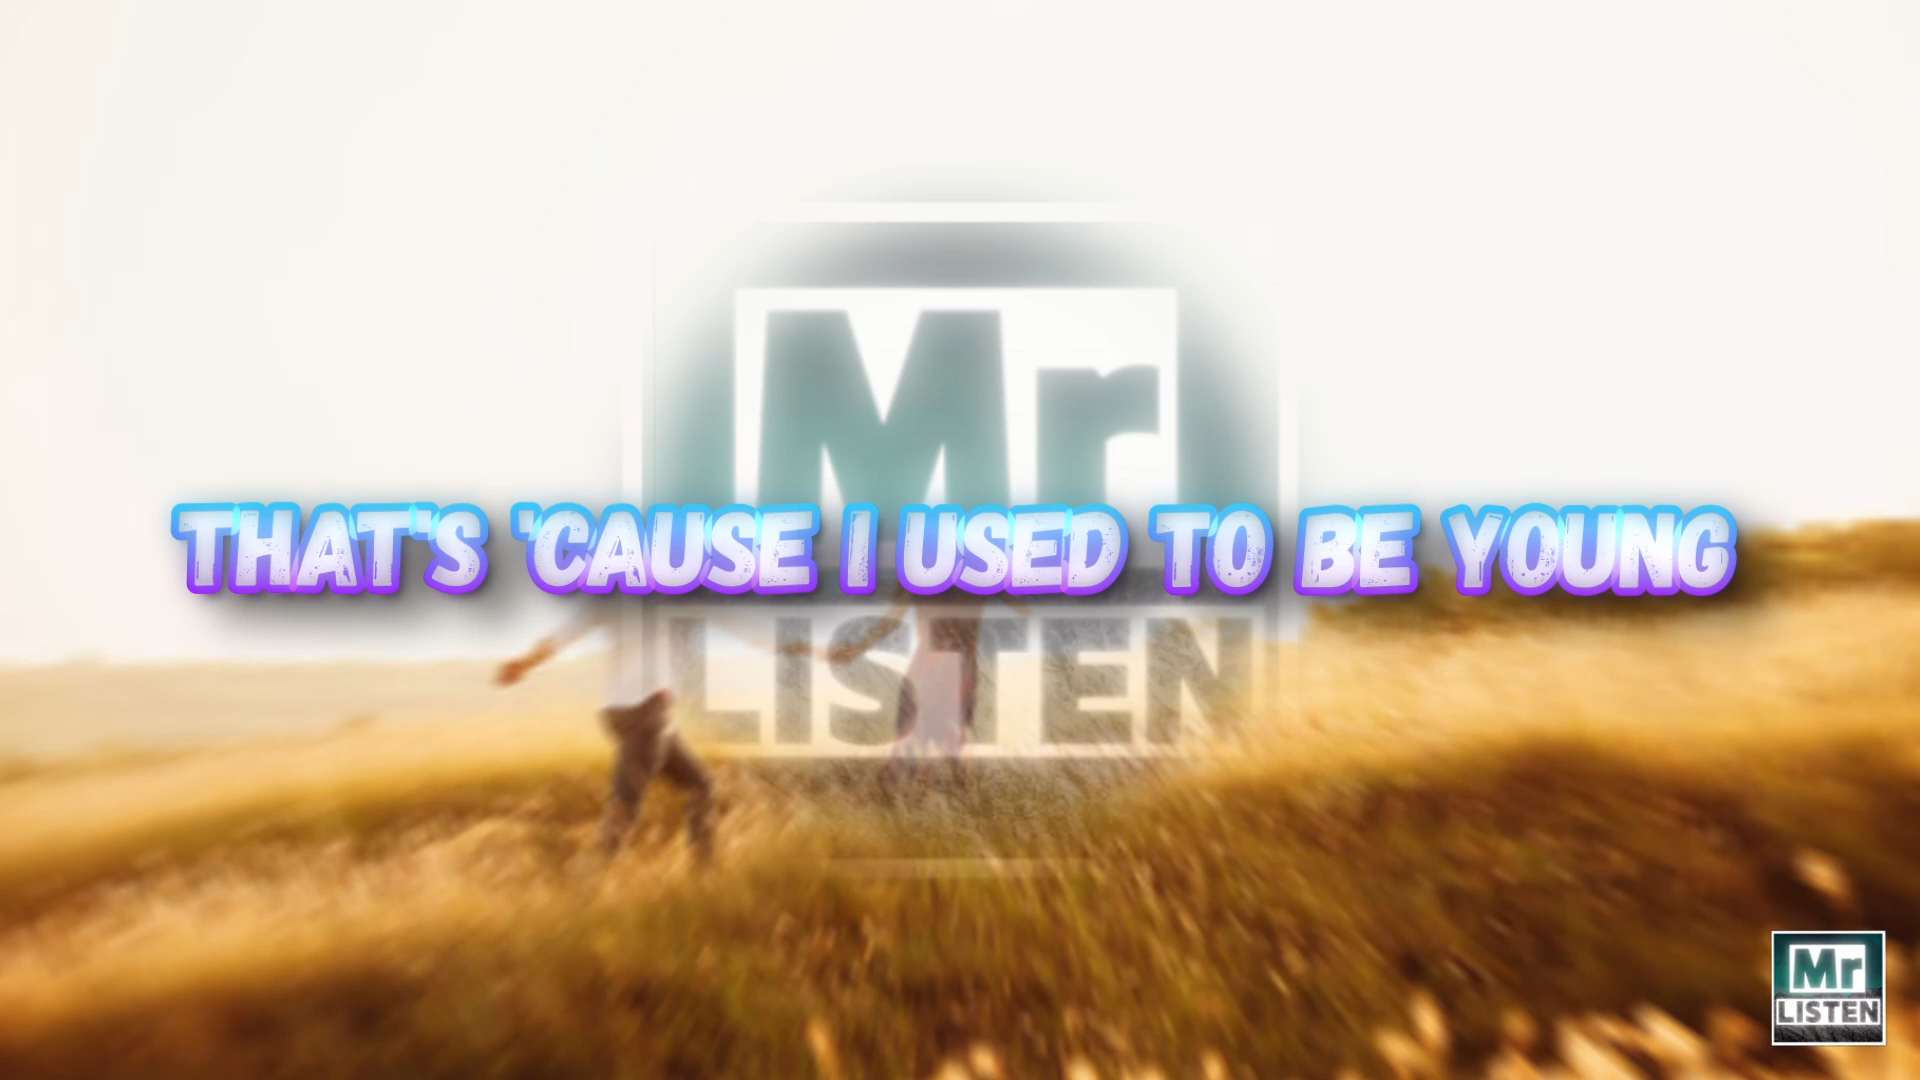 Mr
THAT'S 'CAUSE I USED TO BE YOUNG
LISTEN
Mr
LISTEN